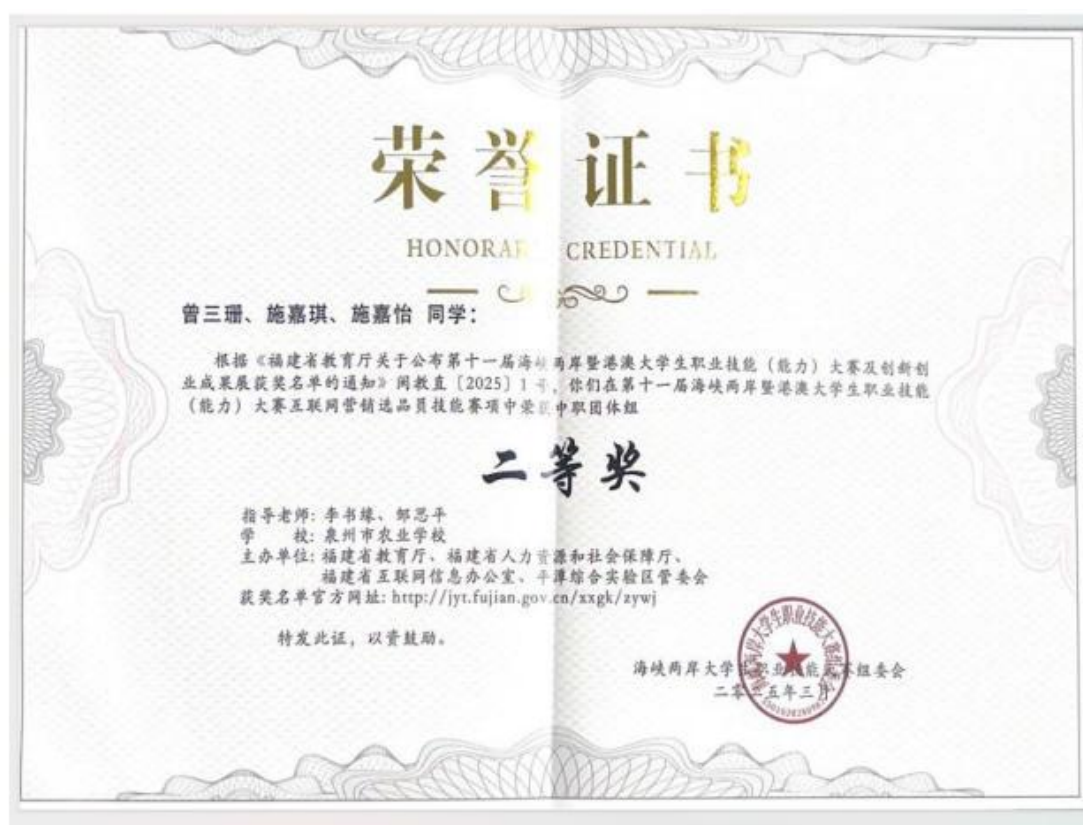 荣誉证书
HONORAR CREDENTIAL
曾三珊、施嘉琪、施嘉怡 同学：
根据《福建省教育厅关于公布第十一届海峡两岸暨港澳大学生职业技能（能力）大赛及创新创
业成果展获奖名单的通知》闽教直〔2025〕1号，你们在第十一届海峡两岸暨港澳大学生职业技能
（能力）大赛互联网营销选品员技能赛项中荣获中职团体组
二等奖
指导老师：李书缘、邹思平
学 校：泉州市农业学校
主办单位：福建省教育厅、福建省人力资源和社会保障厅、
福建省互联网信息办公室、平潭综合实验区管委会
获奖名单官方网址：http://jyt.fujian.gov.cn/xxgk/zywj
特发此证，以资鼓励。
海峡两岸大学生职业技能大赛组委会
二零 五年三月